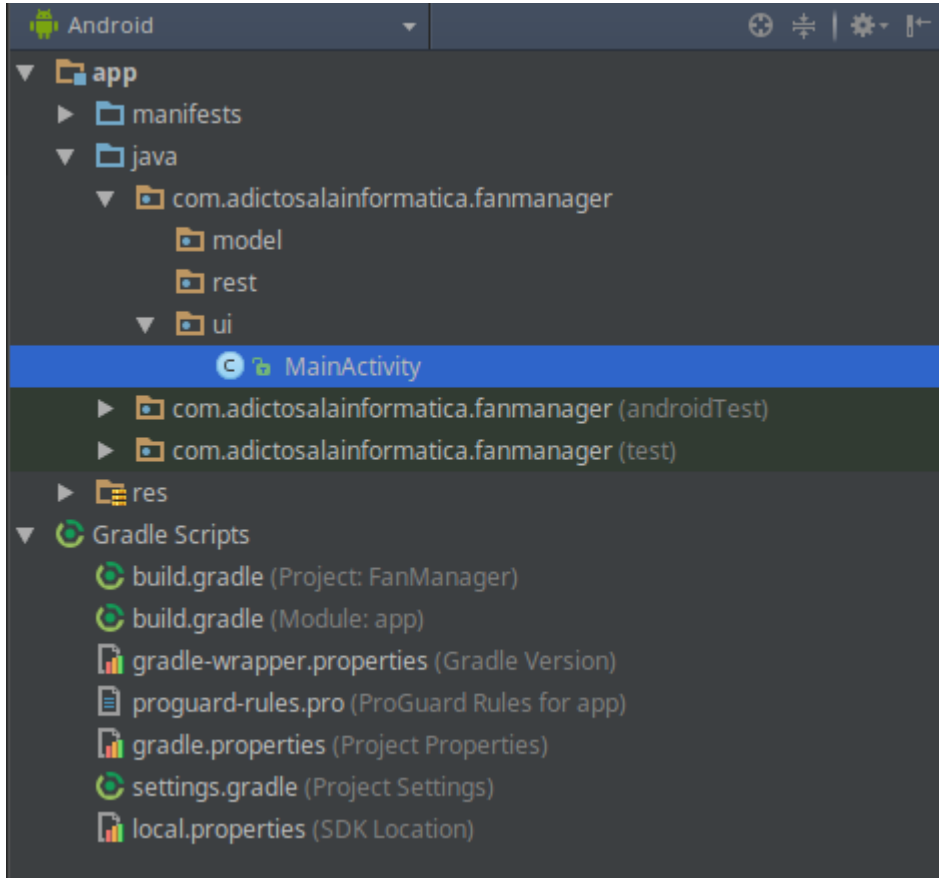 Android
app
manifests
java
com.adictosalainformatica.fanmanager
model
rest
ui
C MainActivity
com.adictosalainformatica.fanmanager (androidTest)
com.adictosalainformatica.fanmanager (test)
res
Gradle Scripts
build.gradle (Project: FanManager)
build.gradle (Module: app)
gradle-wrapper.properties (Gradle Version)
proguard-rules.pro (ProGuard Rules for app)
gradle.properties (Project Properties)
settings.gradle (Project Settings)
local.properties (SDK Location)